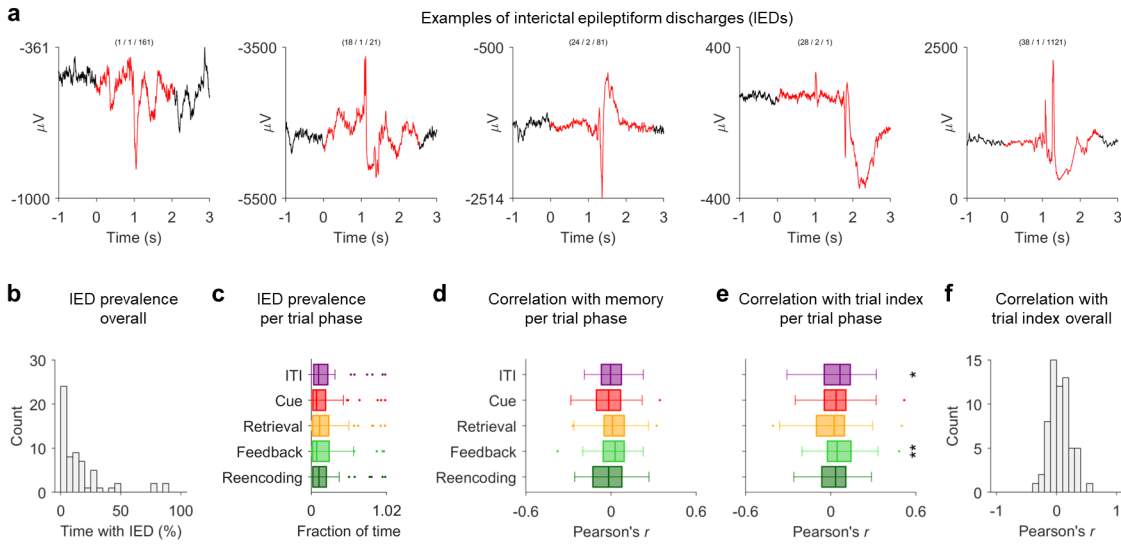 a
Examples of interictal epileptiform discharges (IEDs)
(1 / 1 / 161)
-361
-1000
μV
-1 0 1 2 3
Time (s)
(18 / 1 / 21)
-3500
-5500
μV
-1 0 1 2 3
Time (s)
(24 / 2 / 81)
-500
-2514
μV
-1 0 1 2 3
Time (s)
(28 / 2 / 1)
400
-400
μV
-1 0 1 2 3
Time (s)
(38 / 1 / 1121)
2500
0
μV
-1 0 1 2 3
Time (s)
b
IED prevalence
overall
30
20
10
0
Count
0 50 100
Time with IED (%)
c
IED prevalence
per trial phase
ITI
Cue
Retrieval
Feedback
Reencoding
0 1.02
Fraction of time
d
Correlation with memory
per trial phase
ITI
Cue
Retrieval
Feedback
Reencoding
-0.6 0.6
Pearson's r
e
Correlation with trial index
per trial phase
ITI
*
Cue
Retrieval
Feedback
**
Reencoding
-0.6 0.6
Pearson's r
f
Correlation with
trial index overall
15
10
5
0
Count
-1 0 1
Pearson's r